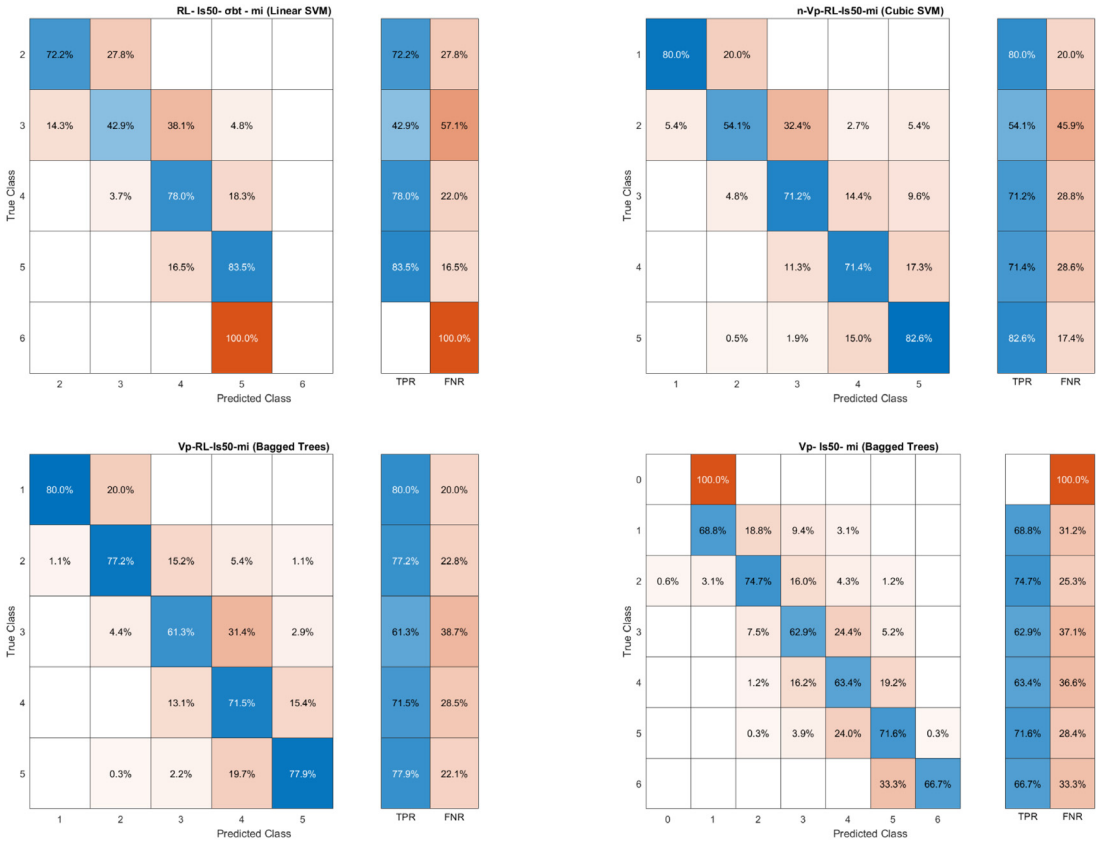 RL- Is50- σbt - mi (Linear SVM)
True Class
2 72.2% 27.8% 72.2% 27.8%
3 14.3% 42.9% 38.1% 4.8% 42.9% 57.1%
4 3.7% 78.0% 18.3% 78.0% 22.0%
5 16.5% 83.5% 83.5% 16.5%
6 100.0% 100.0%
2 3 4 5 6 TPR FNR
Predicted Class
n-Vp-RL-Is50-mi (Cubic SVM)
True Class
1 80.0% 20.0% 80.0% 20.0%
2 5.4% 54.1% 32.4% 2.7% 5.4% 54.1% 45.9%
3 4.8% 71.2% 14.4% 9.6% 71.2% 28.8%
4 11.3% 71.4% 17.3% 71.4% 28.6%
5 0.5% 1.9% 15.0% 82.6% 82.6% 17.4%
1 2 3 4 5 TPR FNR
Predicted Class
Vp-RL-Is50-mi (Bagged Trees)
True Class
1 80.0% 20.0% 80.0% 20.0%
2 1.1% 77.2% 15.2% 5.4% 1.1% 77.2% 22.8%
3 4.4% 61.3% 31.4% 2.9% 61.3% 38.7%
4 13.1% 71.5% 15.4% 71.5% 28.5%
5 0.3% 2.2% 19.7% 77.9% 77.9% 22.1%
1 2 3 4 5 TPR FNR
Predicted Class
Vp- Is50- mi (Bagged Trees)
True Class
0 100.0% 100.0%
1 68.8% 18.8% 9.4% 3.1% 68.8% 31.2%
2 0.6% 3.1% 74.7% 16.0% 4.3% 1.2% 74.7% 25.3%
3 7.5% 62.9% 24.4% 5.2% 62.9% 37.1%
4 1.2% 16.2% 63.4% 19.2% 63.4% 36.6%
5 0.3% 3.9% 24.0% 71.6% 0.3% 71.6% 28.4%
6 33.3% 66.7% 66.7% 33.3%
0 1 2 3 4 5 6 TPR FNR
Predicted Class